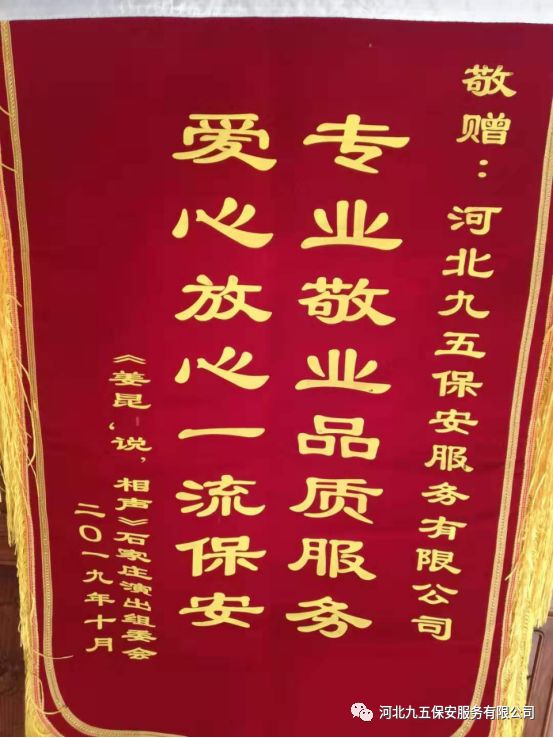 敬赠：河北九五保安服务有限公司
专业敬业品质服务
爱心放心一流保安
《姜昆‘说’相声》石家庄演出组委会
二〇一九年十月
河北九五保安服务有限公司